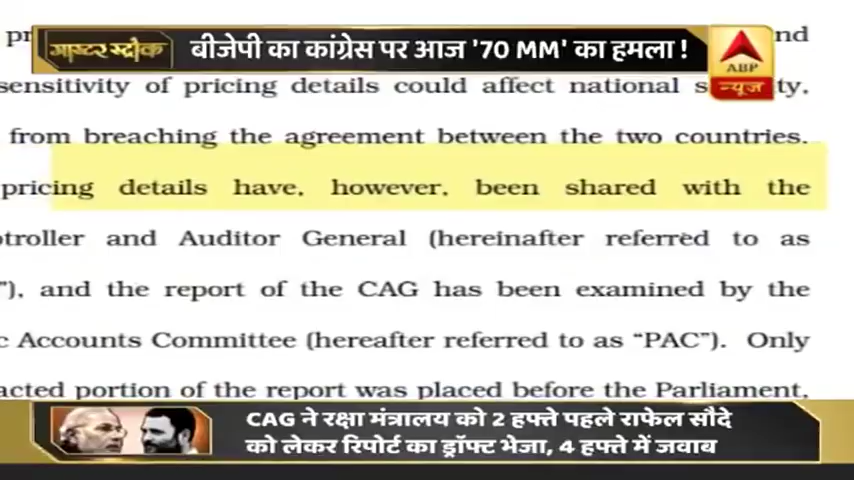 मास्टर स्ट्रोक
बीजेपी का कांग्रेस पर आज '70 MM' का हमला !
ABP
न्यूज़
sensitivity of pricing details could affect national s ty,
from breaching the agreement between the two countries.
pricing details have, however, been shared with the
troller and Auditor General (hereinafter referred to as
"), and the report of the CAG has been examined by the
c Accounts Committee (hereafter referred to as “PAC”). Only
acted portion of the report was placed before the Parliament,
CAG ने रक्षा मंत्रालय को 2 हफ्ते पहले राफेल सौदे
को लेकर रिपोर्ट का ड्रॉफ्ट भेजा, 4 हफ्ते में जवाब